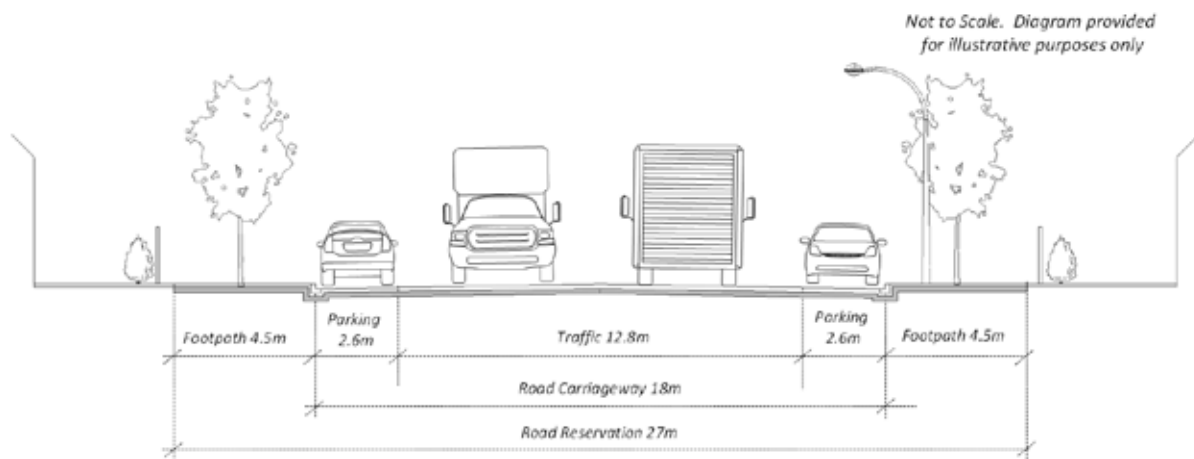 Not to Scale. Diagram provided
for illustrative purposes only
Footpath 4.5m
Parking
2.6m
Traffic 12.8m
Parking
2.6m
Footpath 4.5m
Road Carriageway 18m
Road Reservation 27m